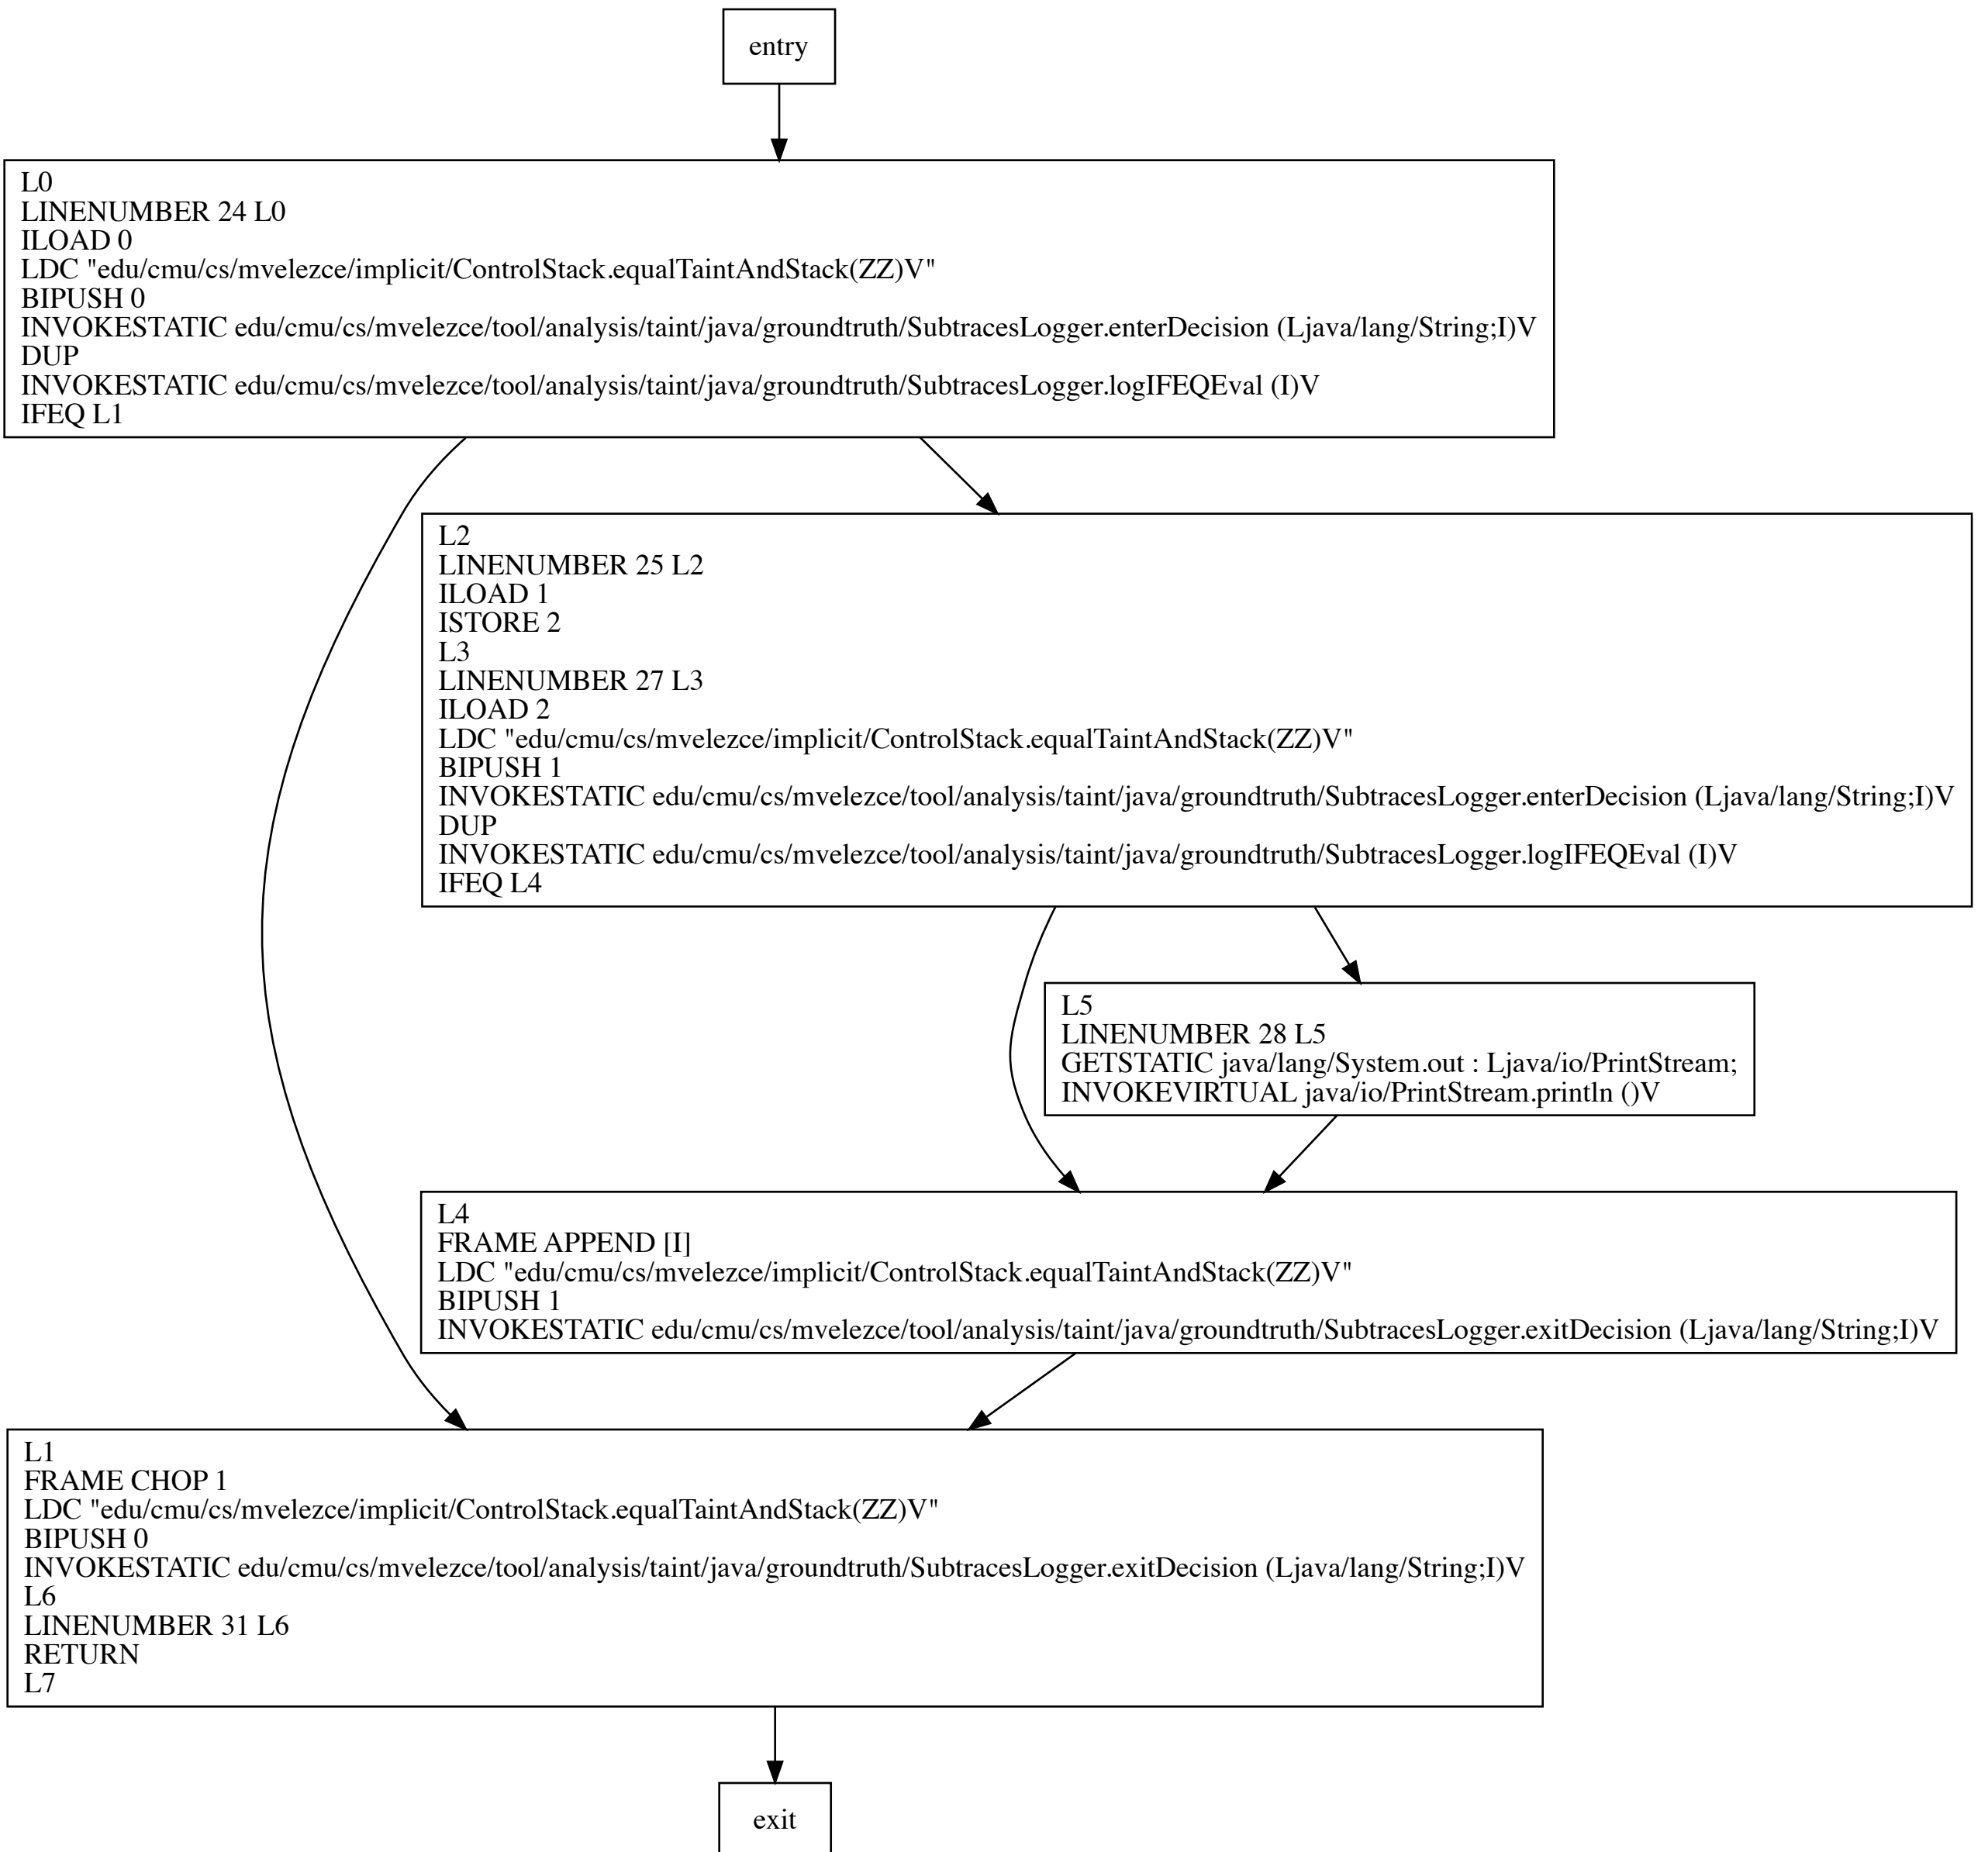 entry
L0
LINENUMBER 24 L0
ILOAD 0
LDC "edu/cmu/cs/mvelezce/implicit/ControlStack.equalTaintAndStack(ZZ)V"
BIPUSH 0
INVOKESTATIC edu/cmu/cs/mvelezce/tool/analysis/taint/java/groundtruth/SubtracesLogger.enterDecision (Ljava/lang/String;I)V
DUP
INVOKESTATIC edu/cmu/cs/mvelezce/tool/analysis/taint/java/groundtruth/SubtracesLogger.logIFEQEval (I)V
IFEQ L1
L2
LINENUMBER 25 L2
ILOAD 1
ISTORE 2
L3
LINENUMBER 27 L3
ILOAD 2
LDC "edu/cmu/cs/mvelezce/implicit/ControlStack.equalTaintAndStack(ZZ)V"
BIPUSH 1
INVOKESTATIC edu/cmu/cs/mvelezce/tool/analysis/taint/java/groundtruth/SubtracesLogger.enterDecision (Ljava/lang/String;I)V
DUP
INVOKESTATIC edu/cmu/cs/mvelezce/tool/analysis/taint/java/groundtruth/SubtracesLogger.logIFEQEval (I)V
IFEQ L4
L5
LINENUMBER 28 L5
GETSTATIC java/lang/System.out : Ljava/io/PrintStream;
INVOKEVIRTUAL java/io/PrintStream.println ()V
L4
FRAME APPEND [I]
LDC "edu/cmu/cs/mvelezce/implicit/ControlStack.equalTaintAndStack(ZZ)V"
BIPUSH 1
INVOKESTATIC edu/cmu/cs/mvelezce/tool/analysis/taint/java/groundtruth/SubtracesLogger.exitDecision (Ljava/lang/String;I)V
L1
FRAME CHOP 1
LDC "edu/cmu/cs/mvelezce/implicit/ControlStack.equalTaintAndStack(ZZ)V"
BIPUSH 0
INVOKESTATIC edu/cmu/cs/mvelezce/tool/analysis/taint/java/groundtruth/SubtracesLogger.exitDecision (Ljava/lang/String;I)V
L6
LINENUMBER 31 L6
RETURN
L7
exit